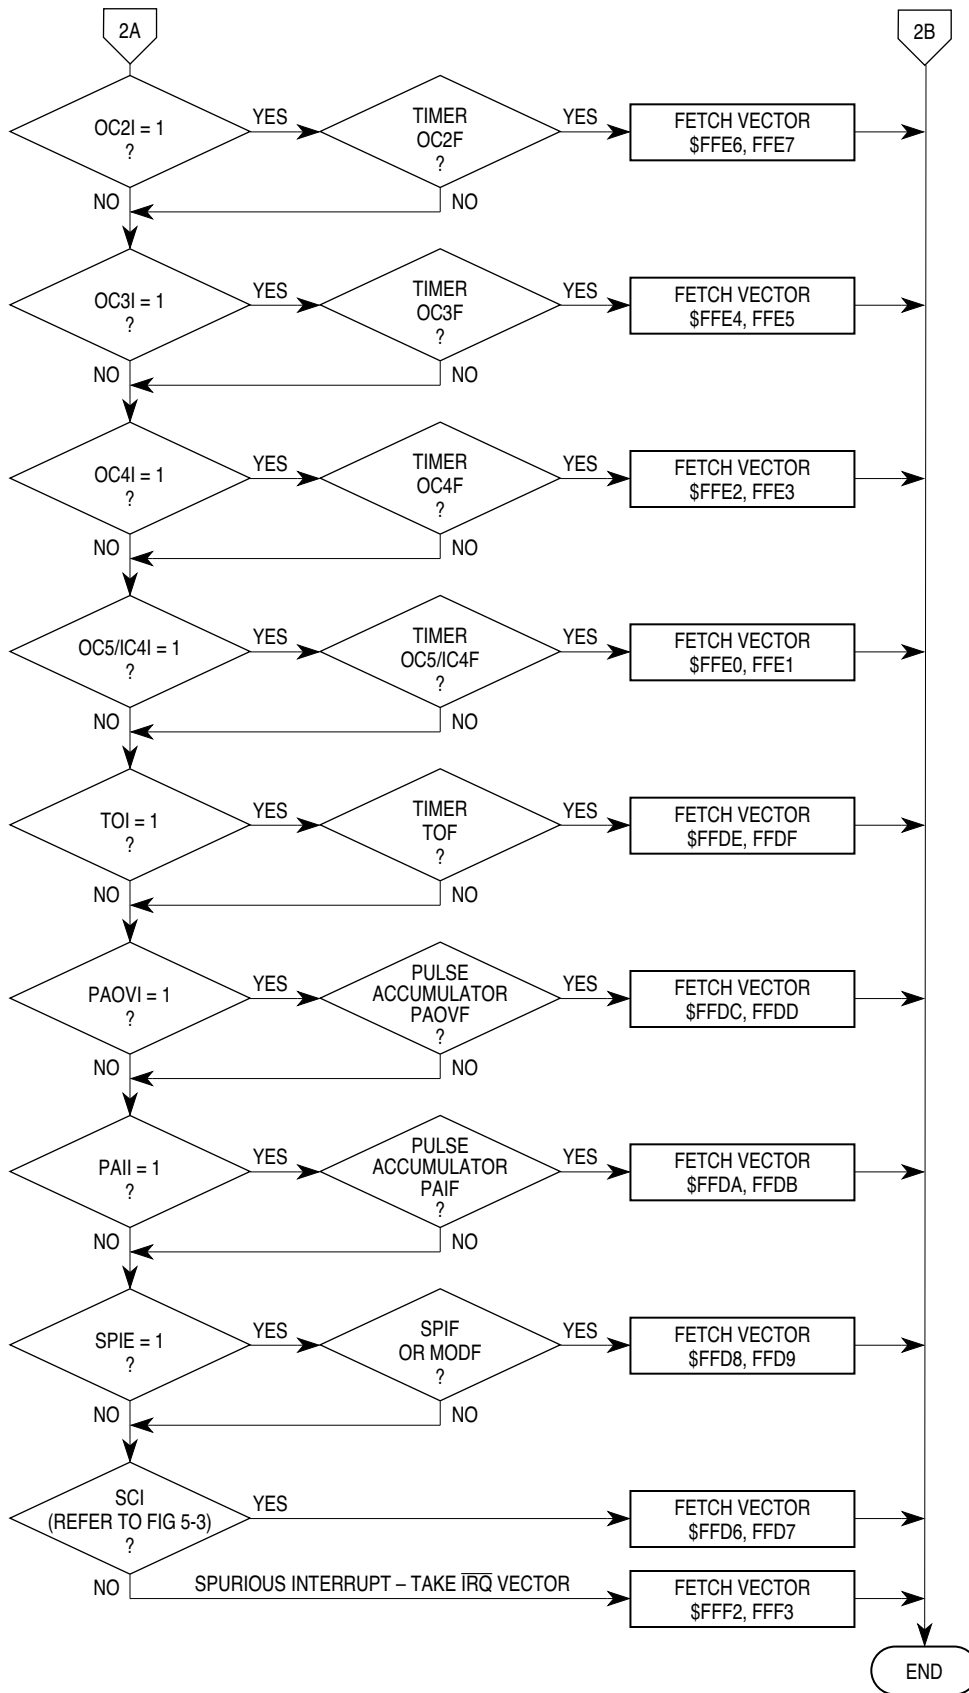 2A
2B
OC2I = 1
?
YES
TIMER
OC2F
?
YES
FETCH VECTOR
$FFE6, FFE7
NO
NO
OC3I = 1
?
YES
TIMER
OC3F
?
YES
FETCH VECTOR
$FFE4, FFE5
NO
NO
OC4I = 1
?
YES
TIMER
OC4F
?
YES
FETCH VECTOR
$FFE2, FFE3
NO
NO
OC5/IC4I = 1
?
YES
TIMER
OC5/IC4F
?
YES
FETCH VECTOR
$FFE0, FFE1
NO
NO
TOI = 1
?
YES
TIMER
TOF
?
YES
FETCH VECTOR
$FFDE, FFDF
NO
NO
PAOVI = 1
?
YES
PULSE
ACCUMULATOR
PAOVF
?
YES
FETCH VECTOR
$FFDC, FFDD
NO
NO
PAII = 1
?
YES
PULSE
ACCUMULATOR
PAIF
?
YES
FETCH VECTOR
$FFDA, FFDB
NO
NO
SPIE = 1
?
YES
SPIF
OR MODF
?
YES
FETCH VECTOR
$FFD8, FFD9
NO
NO
SCI
(REFER TO FIG 5-3)
?
YES
FETCH VECTOR
$FFD6, FFD7
NO
SPURIOUS INTERRUPT – TAKE I̅R̅Q̅ VECTOR
FETCH VECTOR
$FFF2, FFF3
END